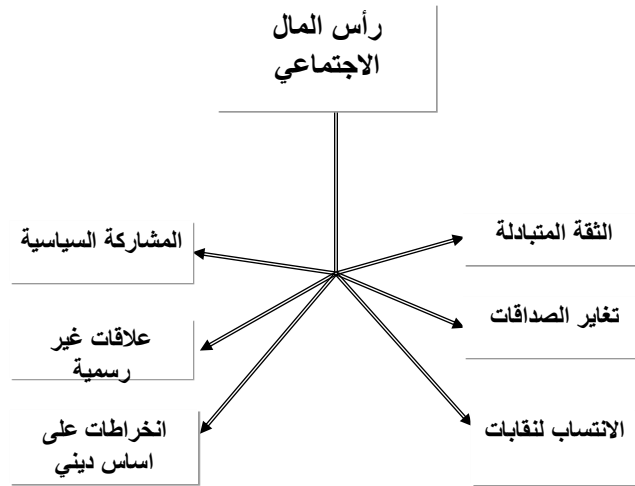 رأس المال
الاجتماعي
الثقة المتبادلة
المشاركة السياسية
تغاير الصداقات
علاقات غير
رسمية
الانتساب لنقابات
انخراطات على
اساس ديني